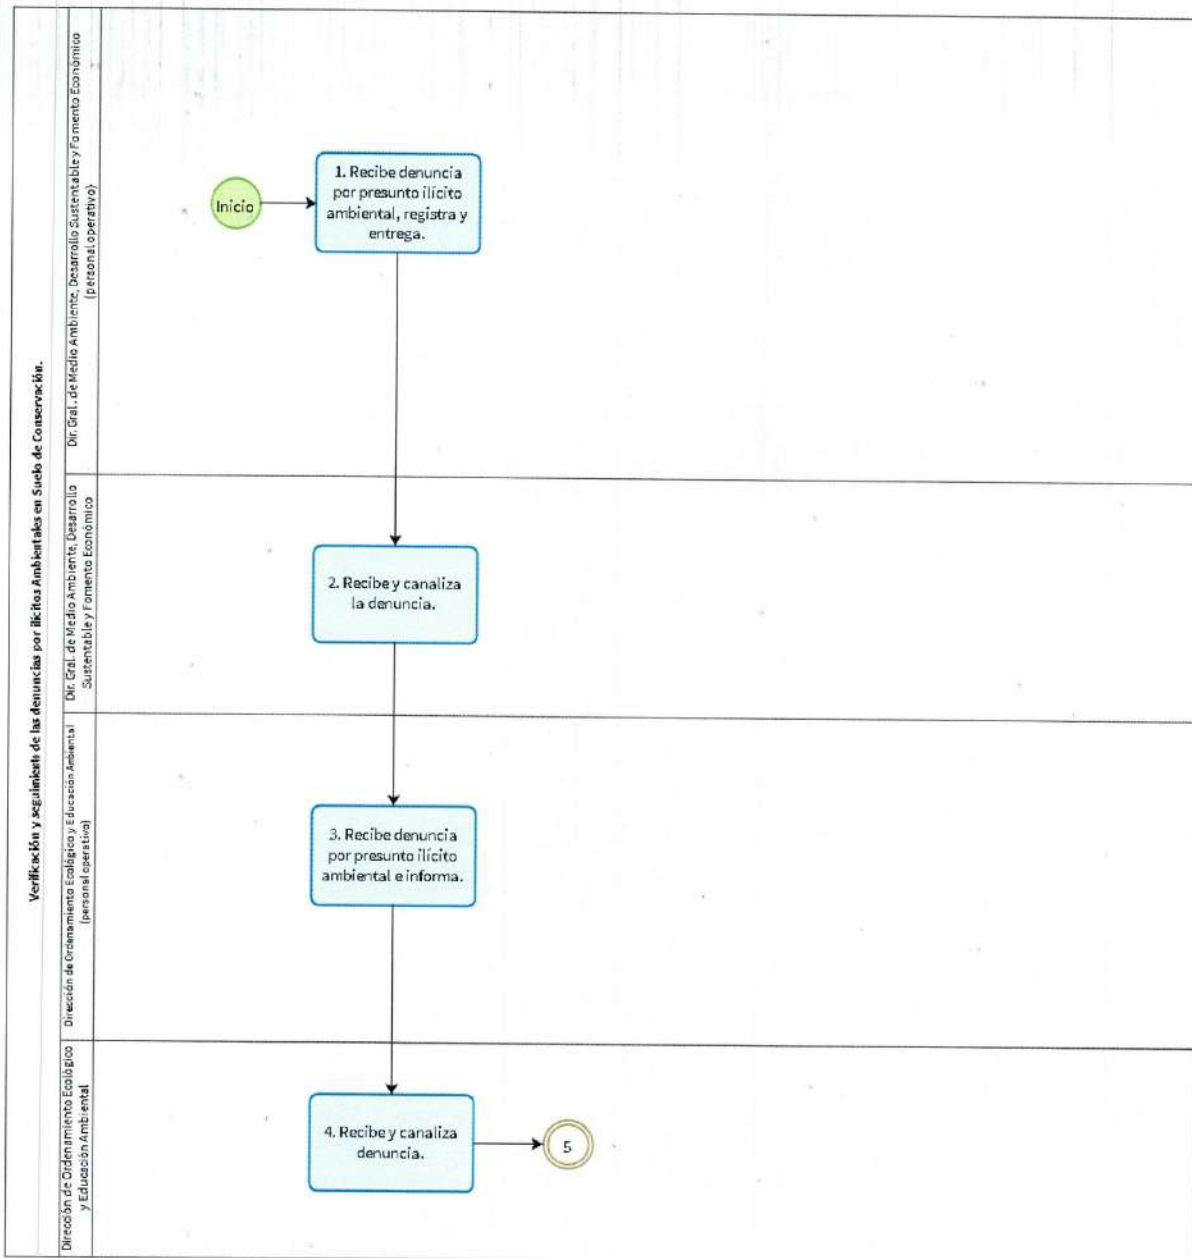 Verificación y seguimiento de las denuncias por ilícitos Ambientales en Suelo de Conservación.
Dir. Gral. de Medio Ambiente, Desarrollo Sustentable y Fomento Económico
(personal operativo)
Inicio
1. Recibe denuncia
por presunto ilícito
ambiental, registra y
entrega.
Dir. Gral. de Medio Ambiente, Desarrollo
Sustentable y Fomento Económico
2. Recibe y canaliza
la denuncia.
Dirección de Ordenamiento Ecológico y Educación Ambiental
(personal operativo)
3. Recibe denuncia
por presunto ilícito
ambiental e informa.
Dirección de Ordenamiento Ecológico
y Educación Ambiental
4. Recibe y canaliza
denuncia.
5